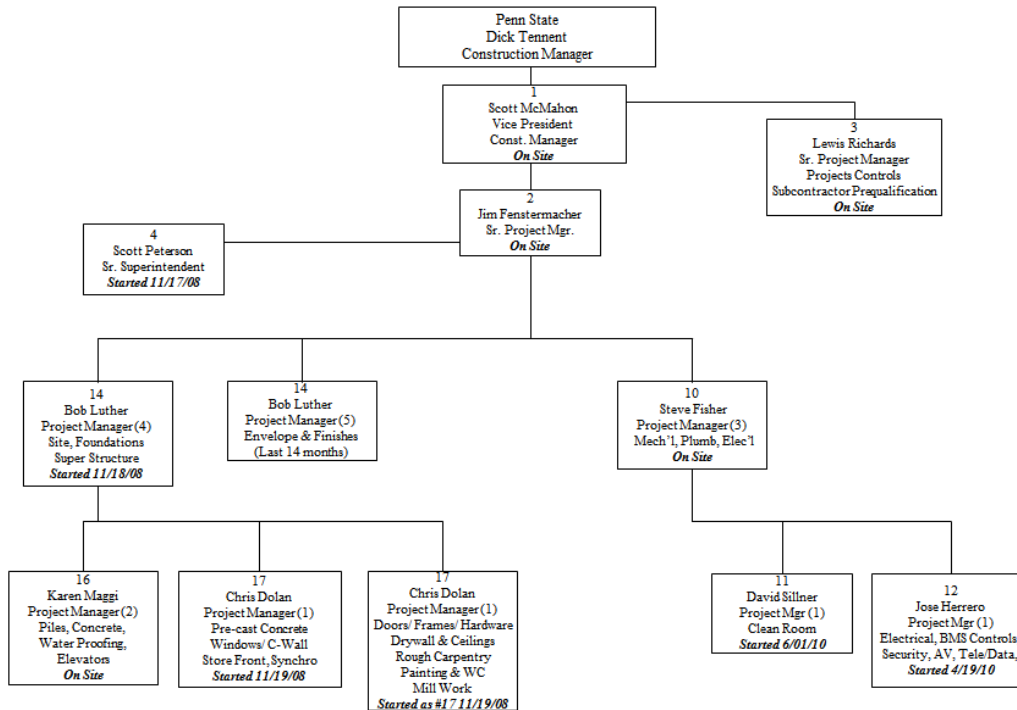 Penn State
Dick Tennent
Construction Manager
1
Scott McMahon
Vice President
Const. Manager
On Site
3
Lewis Richards
Sr. Project Manager
Projects Controls
Subcontractor Prequalification
On Site
2
Jim Fenstermacher
Sr. Project Mgr.
On Site
4
Scott Peterson
Sr. Superintendent
Started 11/17/08
14
Bob Luther
Project Manager (4)
Site, Foundations
Super Structure
Started 11/18/08
14
Bob Luther
Project Manager (5)
Envelope & Finishes
(Last 14 months)
10
Steve Fisher
Project Manager (3)
Mech'l, Plumb, Elec'l
On Site
16
Karen Maggi
Project Manager (2)
Piles, Concrete,
Water Proofing,
Elevators
On Site
17
Chris Dolan
Project Manager (1)
Pre-cast Concrete
Windows/ C-Wall
Store Front, Synchro
Started 11/19/08
17
Chris Dolan
Project Manager (1)
Doors/ Frames/ Hardware
Drywall & Ceilings
Rough Carpentry
Painting & WC
Mill Work
Started as #17 11/19/08
11
David Sillner
Project Mgr (1)
Clean Room
Started 6/01/10
12
Jose Herrero
Project Mgr (1)
Electrical, BMS Controls
Security, AV, Tele/Data,
Started 4/19/10